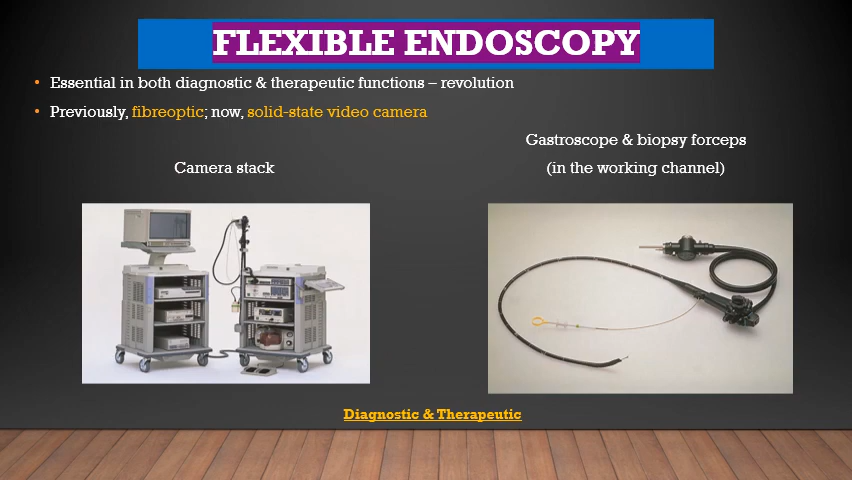 FLEXIBLE ENDOSCOPY
• Essential in both diagnostic & therapeutic functions – revolution
• Previously, fibreoptic; now, solid-state video camera
Camera stack
Gastroscope & biopsy forceps
(in the working channel)
Diagnostic & Therapeutic